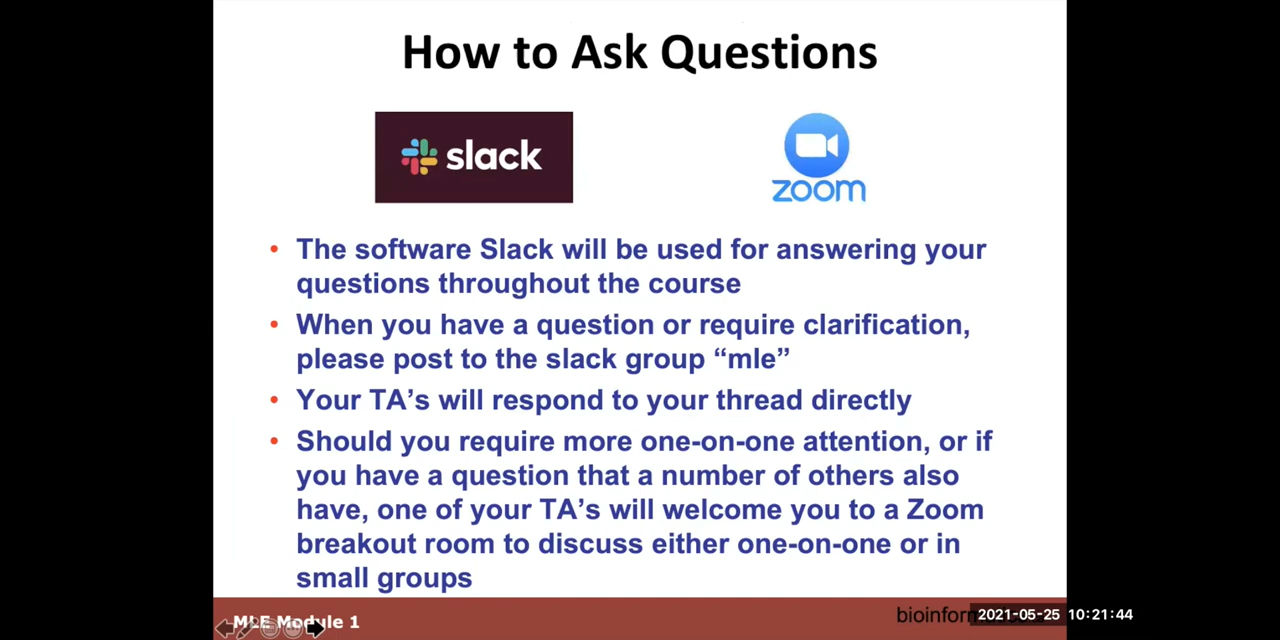 How to Ask Questions
slack
zoom
• The software Slack will be used for answering your
questions throughout the course
• When you have a question or require clarification,
please post to the slack group “mle”
• Your TA’s will respond to your thread directly
• Should you require more one-on-one attention, or if
you have a question that a number of others also
have, one of your TA’s will welcome you to a Zoom
breakout room to discuss either one-on-one or in
small groups
MLE Module 1
2021-05-25 10:21:44